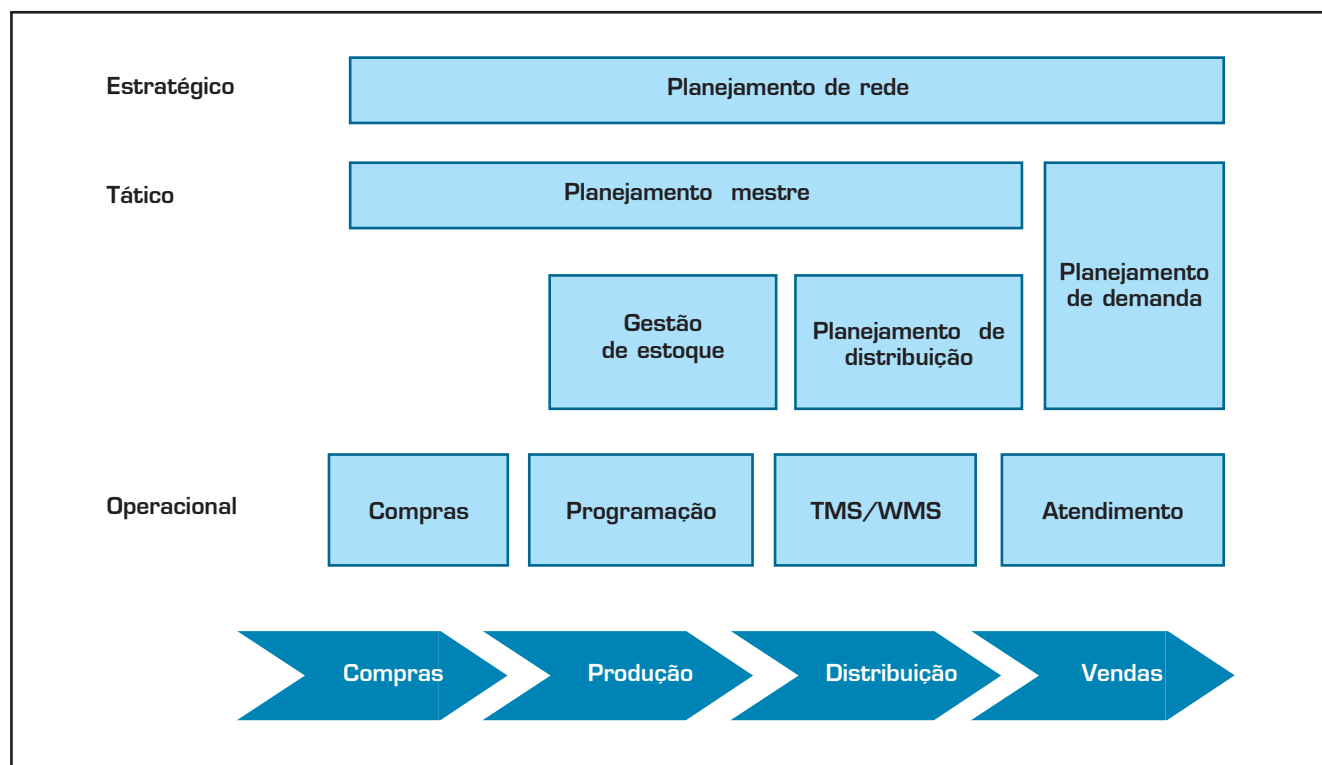 Estratégico
Planejamento de rede
Tático
Planejamento mestre
Planejamento
de demanda
Gestão
de estoque
Planejamento de
distribuição
Operacional
Compras
Programação
TMS/WMS
Atendimento
Compras
Produção
Distribuição
Vendas